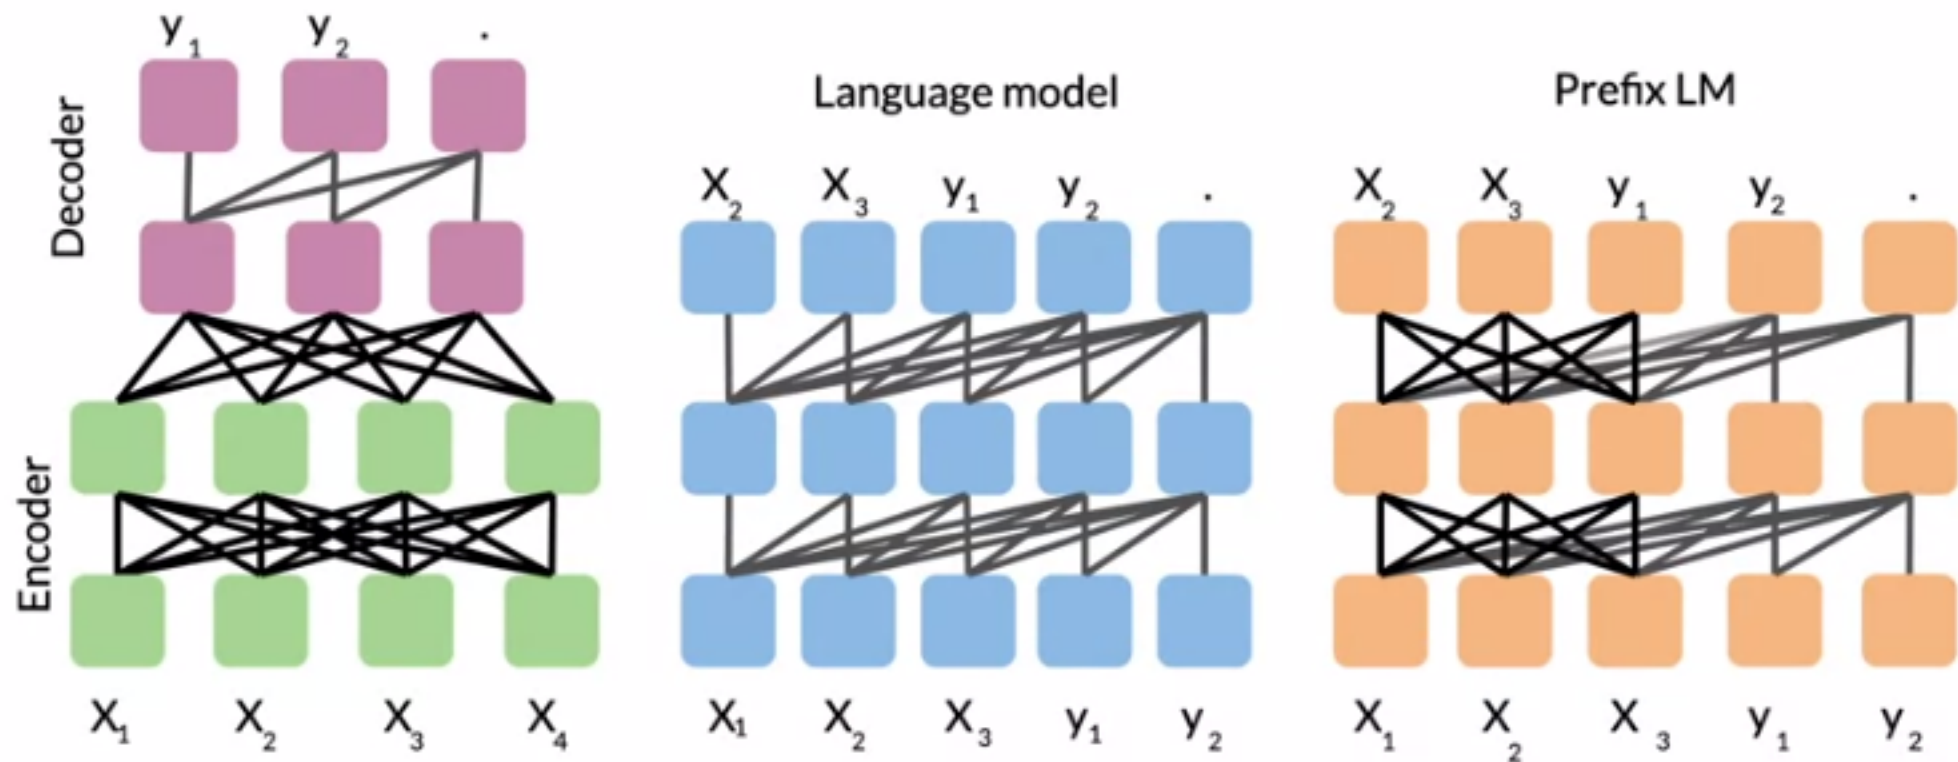 y₁ y₂ .
Decoder
Encoder
X₁ X₂ X₃ X₄
Language model
X₂ X₃ y₁ y₂ .
X₁ X₂ X₃ y₁ y₂
Prefix LM
X₂ X₃ y₁ y₂ .
X₁ X₂ X₃ y₁ y₂